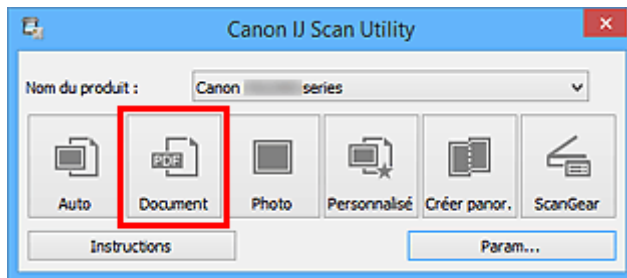 Canon IJ Scan Utility
Nom du produit : Canon series
PDF
Auto Document Photo Personnalisé Créer panor. ScanGear
Instructions Param...